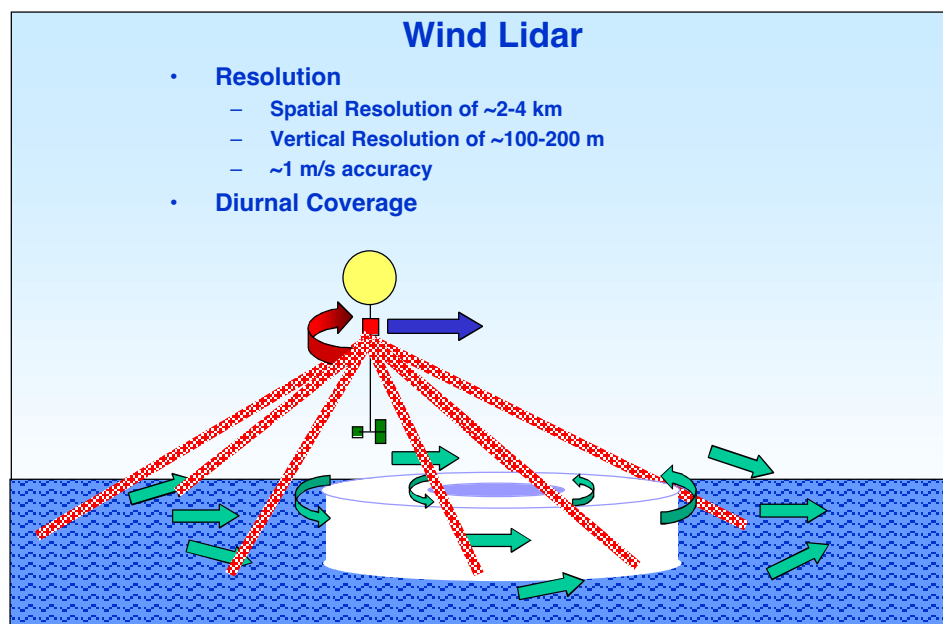 Wind Lidar
• Resolution
– Spatial Resolution of ~2-4 km
– Vertical Resolution of ~100-200 m
– ~1 m/s accuracy
• Diurnal Coverage